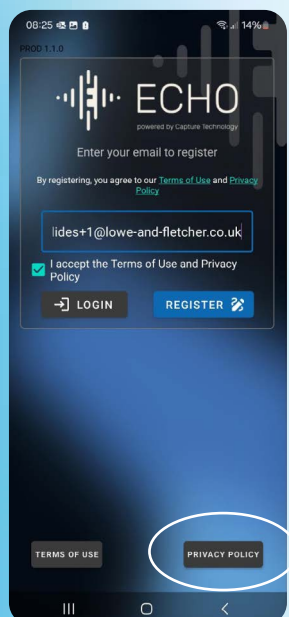 08:25
14%
PROD 1.1.0
ECHO
powered by Capture Technology
Enter your email to register
By registering, you agree to our Terms of Use and Privacy
Policy
lides+1@lowe-and-fletcher.co.uk
I accept the Terms of Use and Privacy
Policy
LOGIN
REGISTER
TERMS OF USE
PRIVACY POLICY